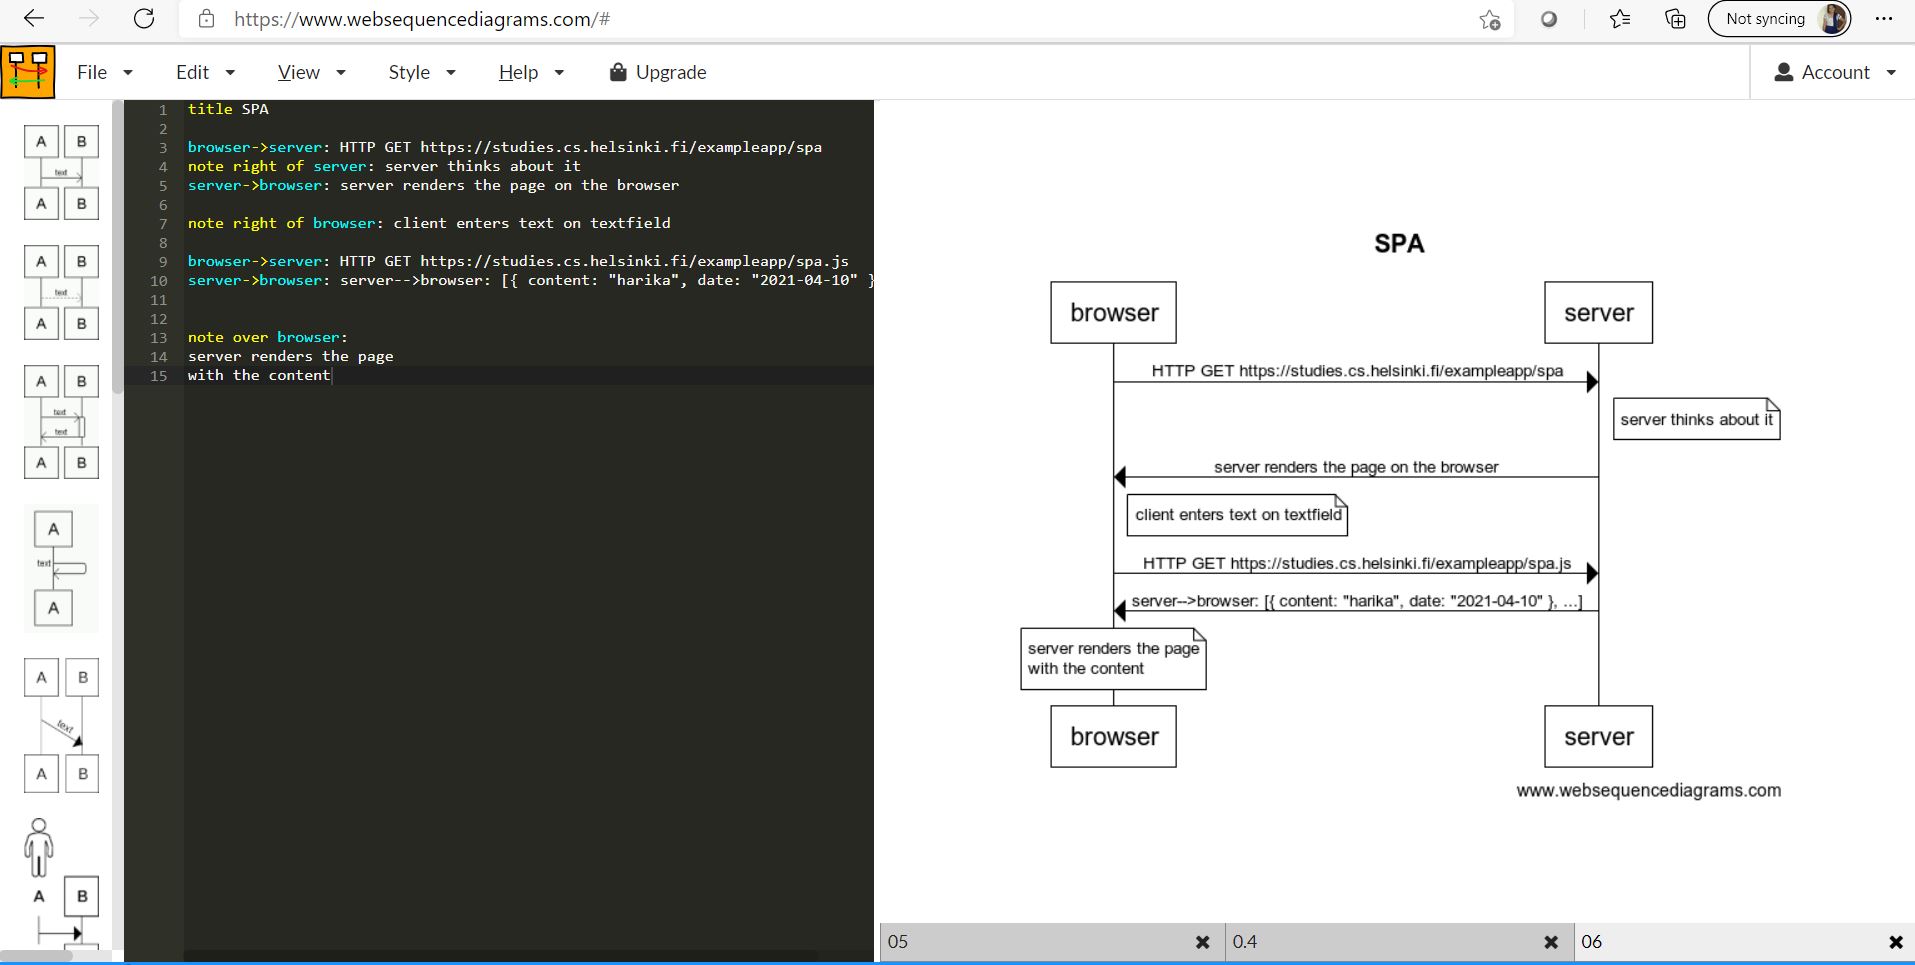 https://www.websequencediagrams.com/#
Not syncing
File
Edit
View
Style
Help
Upgrade
Account
A B
text
A B
A B
text
A B
A B
text
text
A B
A
text
A
A B
text
A B
A B
1 title SPA
2
3 browser->server: HTTP GET https://studies.cs.helsinki.fi/exampleapp/spa
4 note right of server: server thinks about it
5 server->browser: server renders the page on the browser
6
7 note right of browser: client enters text on textfield
8
9 browser->server: HTTP GET https://studies.cs.helsinki.fi/exampleapp/spa.js
10 server->browser: server-->browser: [{ content: "harika", date: "2021-04-10" }
11
12
13 note over browser:
14 server renders the page
15 with the content
SPA
browser server
HTTP GET https://studies.cs.helsinki.fi/exampleapp/spa
server thinks about it
server renders the page on the browser
client enters text on textfield
HTTP GET https://studies.cs.helsinki.fi/exampleapp/spa.js
server-->browser: [{ content: "harika", date: "2021-04-10" }, ...]
server renders the page
with the content
browser server
www.websequencediagrams.com
05
0.4
06